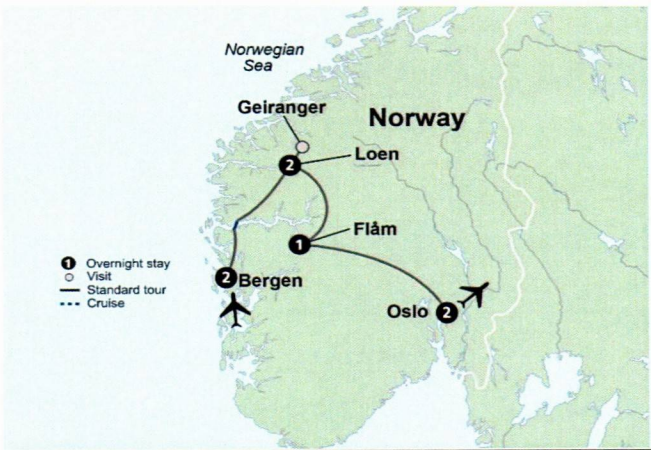 Norwegian
Sea
Geiranger
Norway
2
Loen
Flåm
1
1 Overnight stay
Visit
Standard tour
Cruise
2 Bergen
Oslo 2